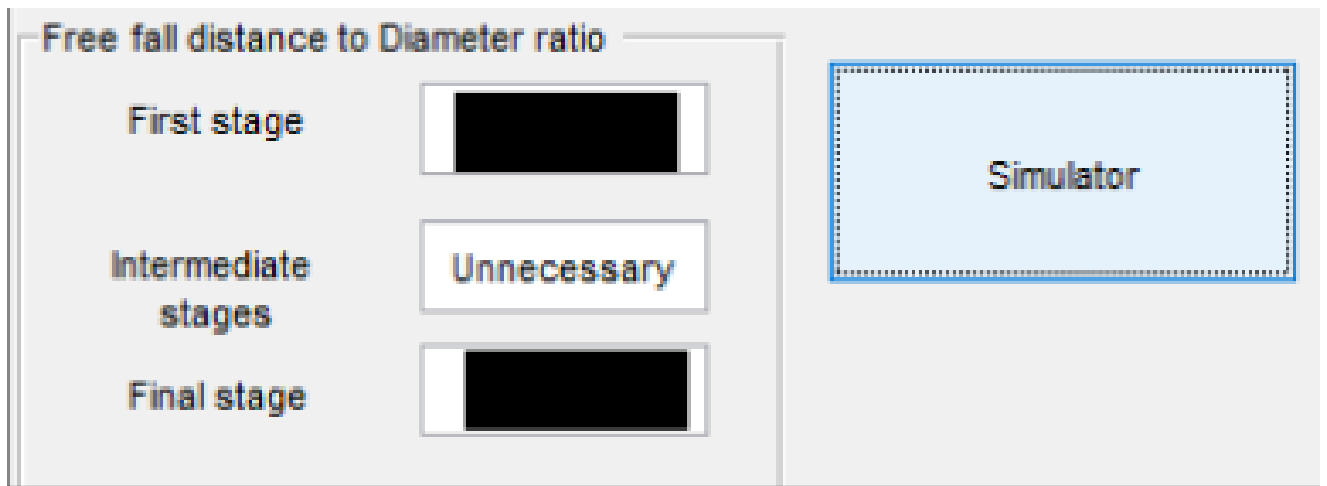 Free fall distance to Diameter ratio
First stage
Simulator
Intermediate
stages
Unnecessary
Final stage